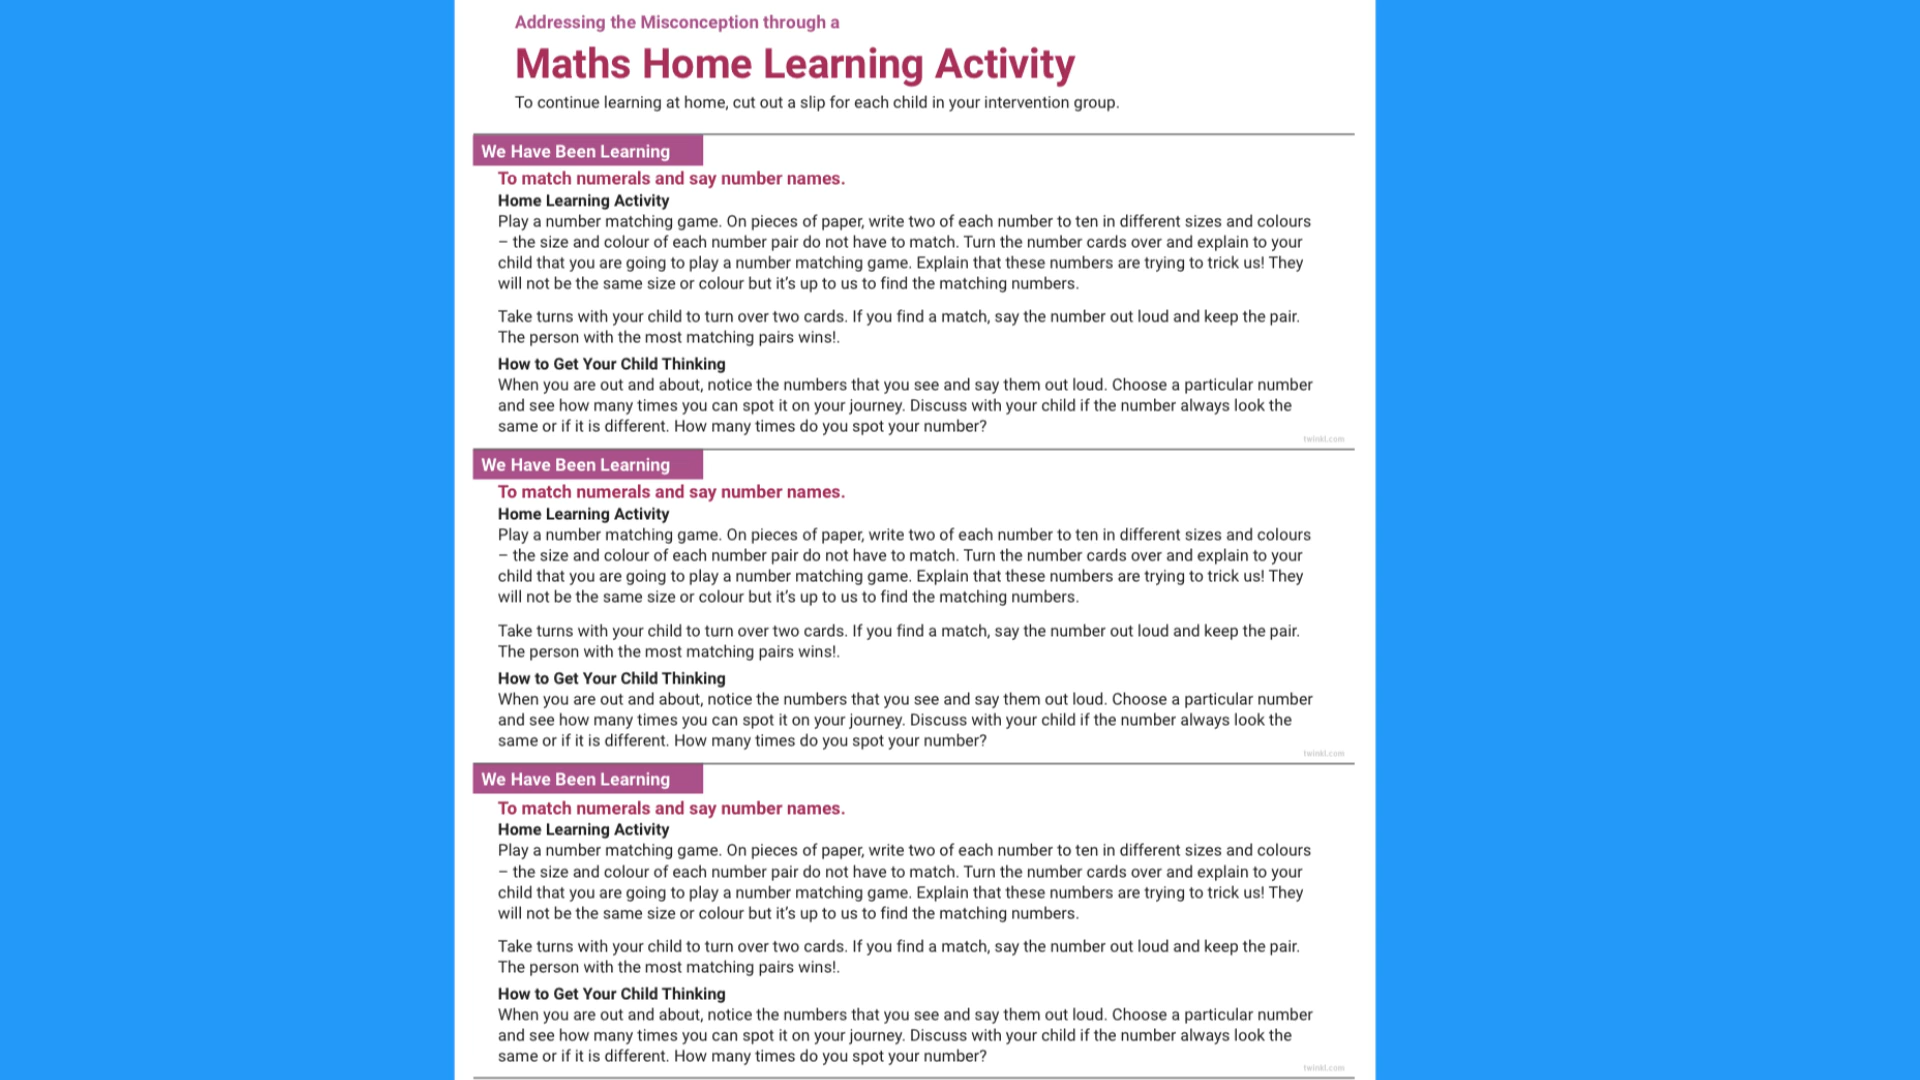 Addressing the Misconception through a
Maths Home Learning Activity
To continue learning at home, cut out a slip for each child in your intervention group.
We Have Been Learning
To match numerals and say number names.
Home Learning Activity
Play a number matching game. On pieces of paper, write two of each number to ten in different sizes and colours
– the size and colour of each number pair do not have to match. Turn the number cards over and explain to your
child that you are going to play a number matching game. Explain that these numbers are trying to trick us! They
will not be the same size or colour but it’s up to us to find the matching numbers.
Take turns with your child to turn over two cards. If you find a match, say the number out loud and keep the pair.
The person with the most matching pairs wins!.
How to Get Your Child Thinking
When you are out and about, notice the numbers that you see and say them out loud. Choose a particular number
and see how many times you can spot it on your journey. Discuss with your child if the number always look the
same or if it is different. How many times do you spot your number?
twinkl.com
We Have Been Learning
To match numerals and say number names.
Home Learning Activity
Play a number matching game. On pieces of paper, write two of each number to ten in different sizes and colours
– the size and colour of each number pair do not have to match. Turn the number cards over and explain to your
child that you are going to play a number matching game. Explain that these numbers are trying to trick us! They
will not be the same size or colour but it’s up to us to find the matching numbers.
Take turns with your child to turn over two cards. If you find a match, say the number out loud and keep the pair.
The person with the most matching pairs wins!.
How to Get Your Child Thinking
When you are out and about, notice the numbers that you see and say them out loud. Choose a particular number
and see how many times you can spot it on your journey. Discuss with your child if the number always look the
same or if it is different. How many times do you spot your number?
twinkl.com
We Have Been Learning
To match numerals and say number names.
Home Learning Activity
Play a number matching game. On pieces of paper, write two of each number to ten in different sizes and colours
– the size and colour of each number pair do not have to match. Turn the number cards over and explain to your
child that you are going to play a number matching game. Explain that these numbers are trying to trick us! They
will not be the same size or colour but it’s up to us to find the matching numbers.
Take turns with your child to turn over two cards. If you find a match, say the number out loud and keep the pair.
The person with the most matching pairs wins!.
How to Get Your Child Thinking
When you are out and about, notice the numbers that you see and say them out loud. Choose a particular number
and see how many times you can spot it on your journey. Discuss with your child if the number always look the
same or if it is different. How many times do you spot your number?
twinkl.com